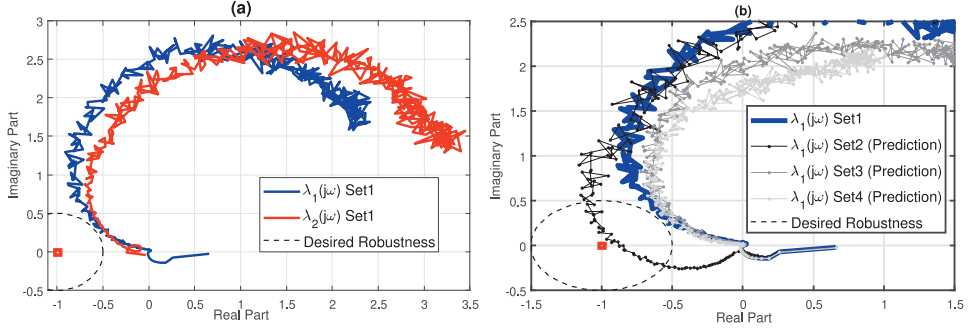 (a)
3.5
3
2.5
2
1.5
1
0.5
0
-0.5
Imaginary Part
-1
-0.5
0
0.5
1
1.5
2
2.5
3
3.5
Real Part
λ1(jω) Set1
λ2(jω) Set1
Desired Robustness
(b)
2.5
2
1.5
1
0.5
0
-0.5
Imaginary Part
-1.5
-1
-0.5
0
0.5
1
1.5
Real Part
λ1(jω) Set1
λ1(jω) Set2 (Prediction)
λ1(jω) Set3 (Prediction)
λ1(jω) Set4 (Prediction)
Desired Robustness